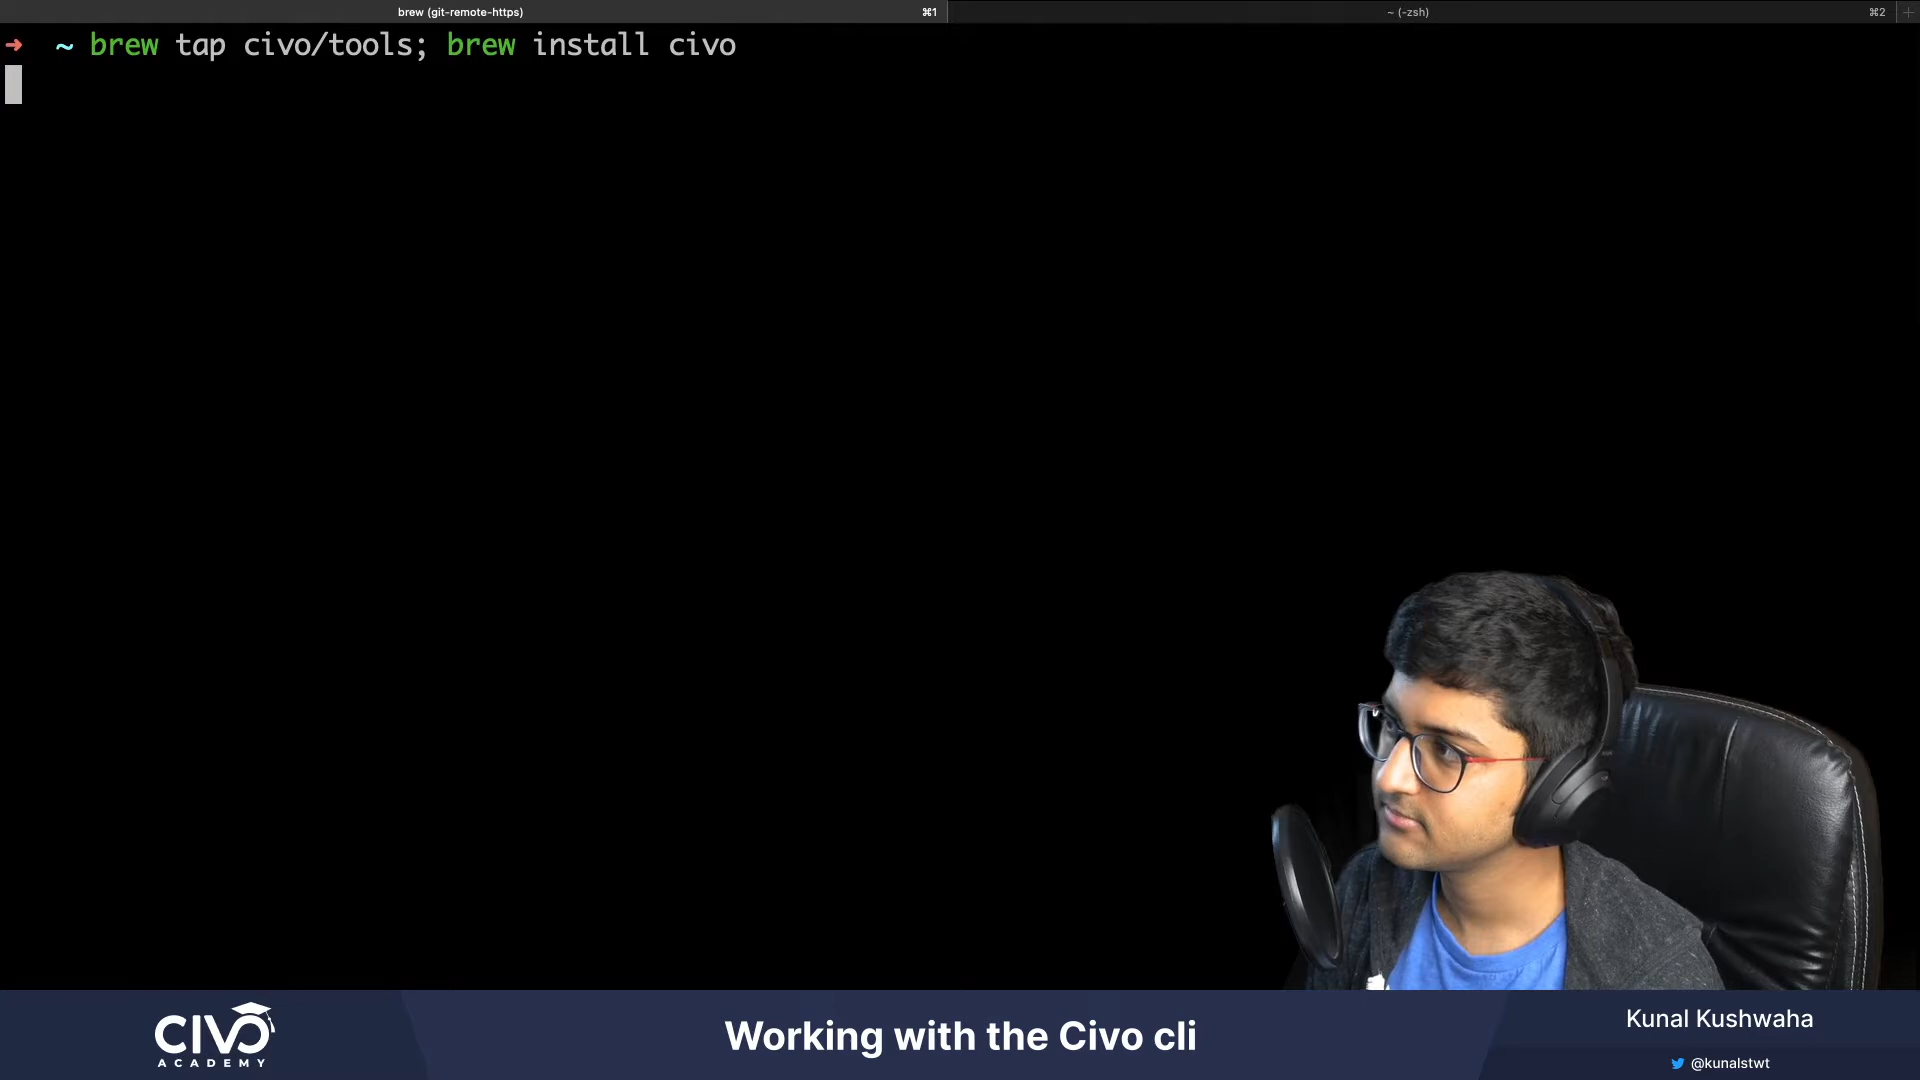 brew (git-remote-https) ⌘1 ~ (-zsh) ⌘2 +
➜ ~ brew tap civo/tools; brew install civo
CIVO
ACADEMY
Working with the Civo cli
Kunal Kushwaha
@kunalstwt